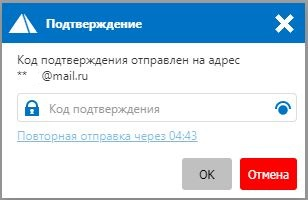 Подтверждение
Код подтверждения отправлен на адрес
** @mail.ru
Код подтверждения
Повторная отправка через 04:43
OK
Отмена